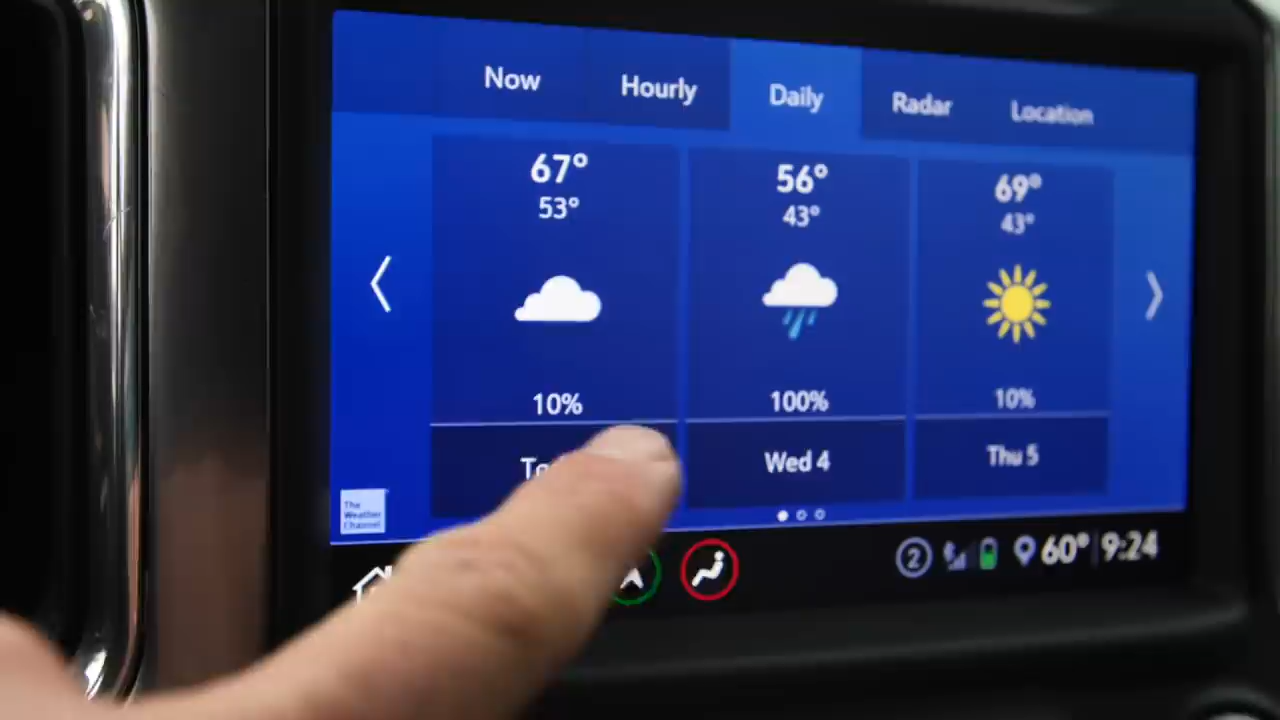 Now Hourly Daily Radar Location
67° 56° 69°
53° 43° 43°
10% 100% 10%
Wed 4 Thu 5
The
Weather
Channel
2 60° 9:24